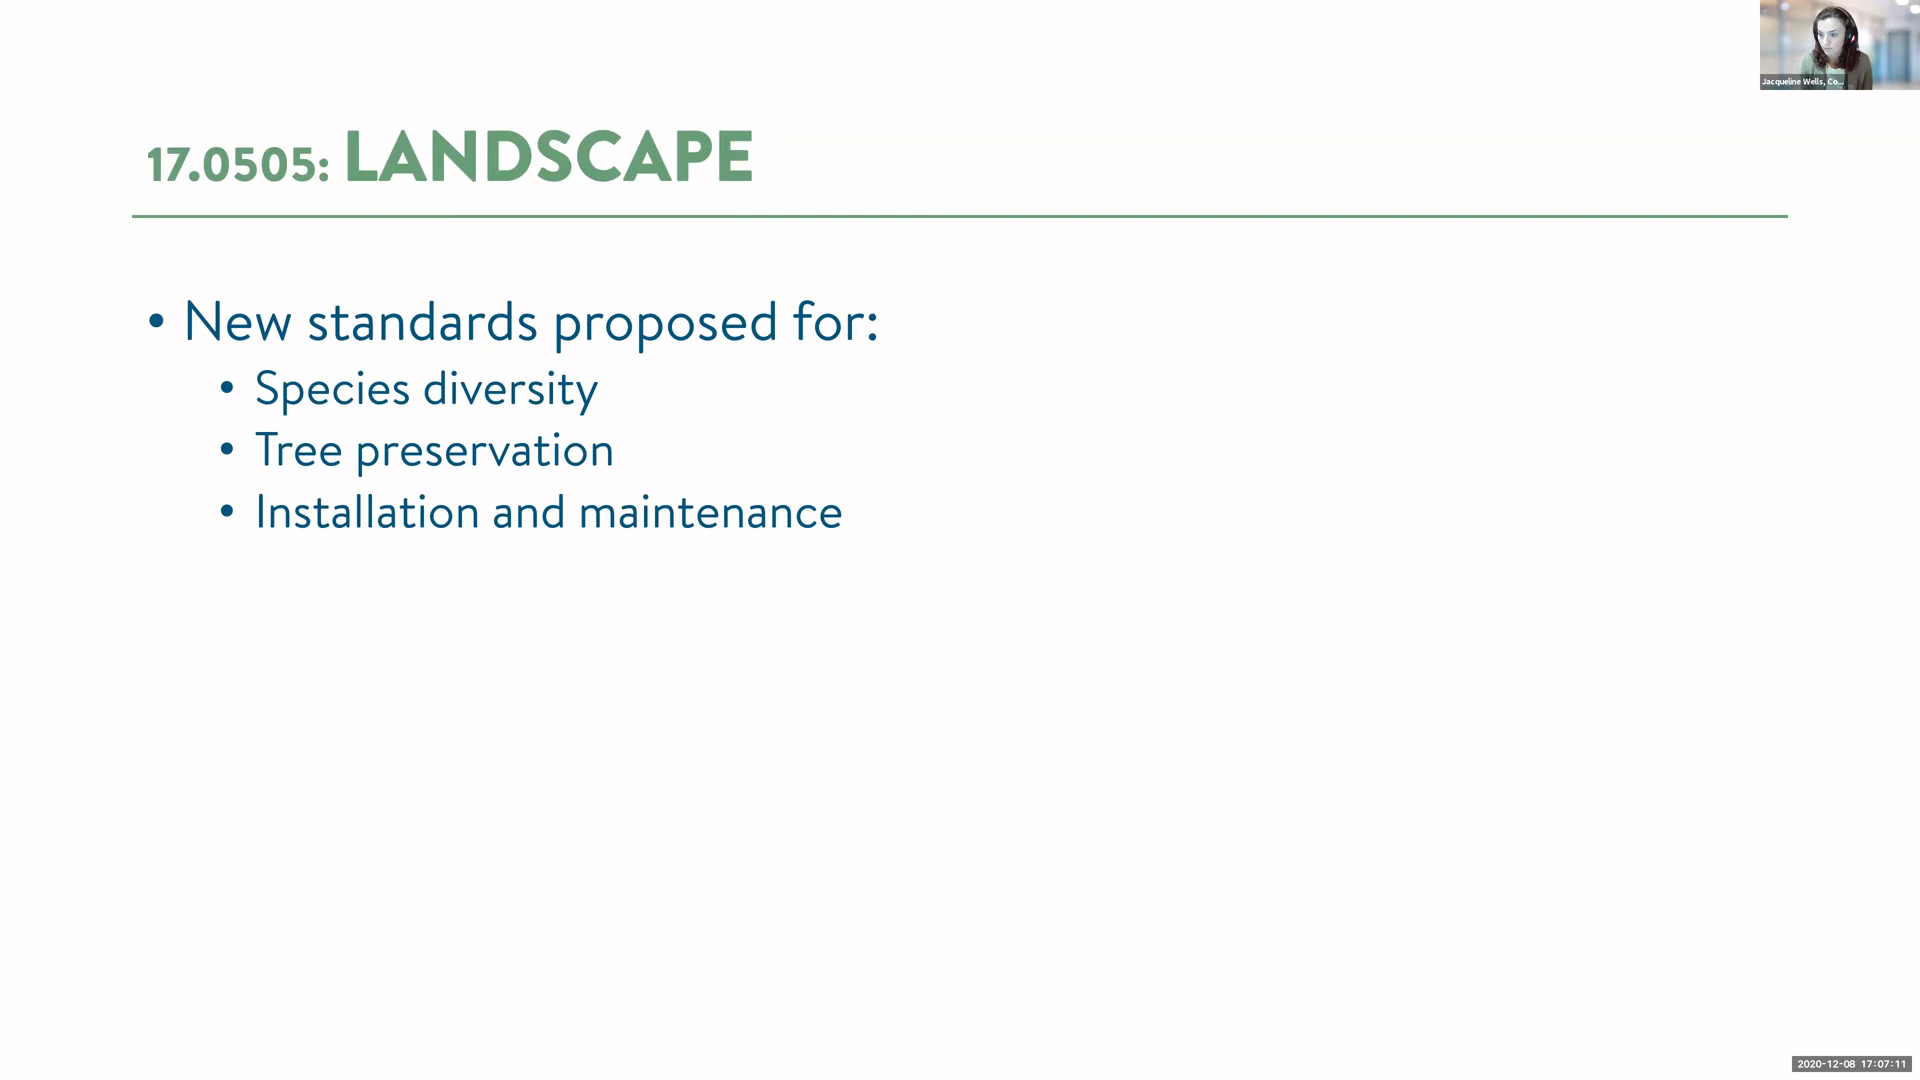 Jacqueline Wells, Co...
17.0505: LANDSCAPE
• New standards proposed for:
• Species diversity
• Tree preservation
• Installation and maintenance
2020-12-08 17:07:11